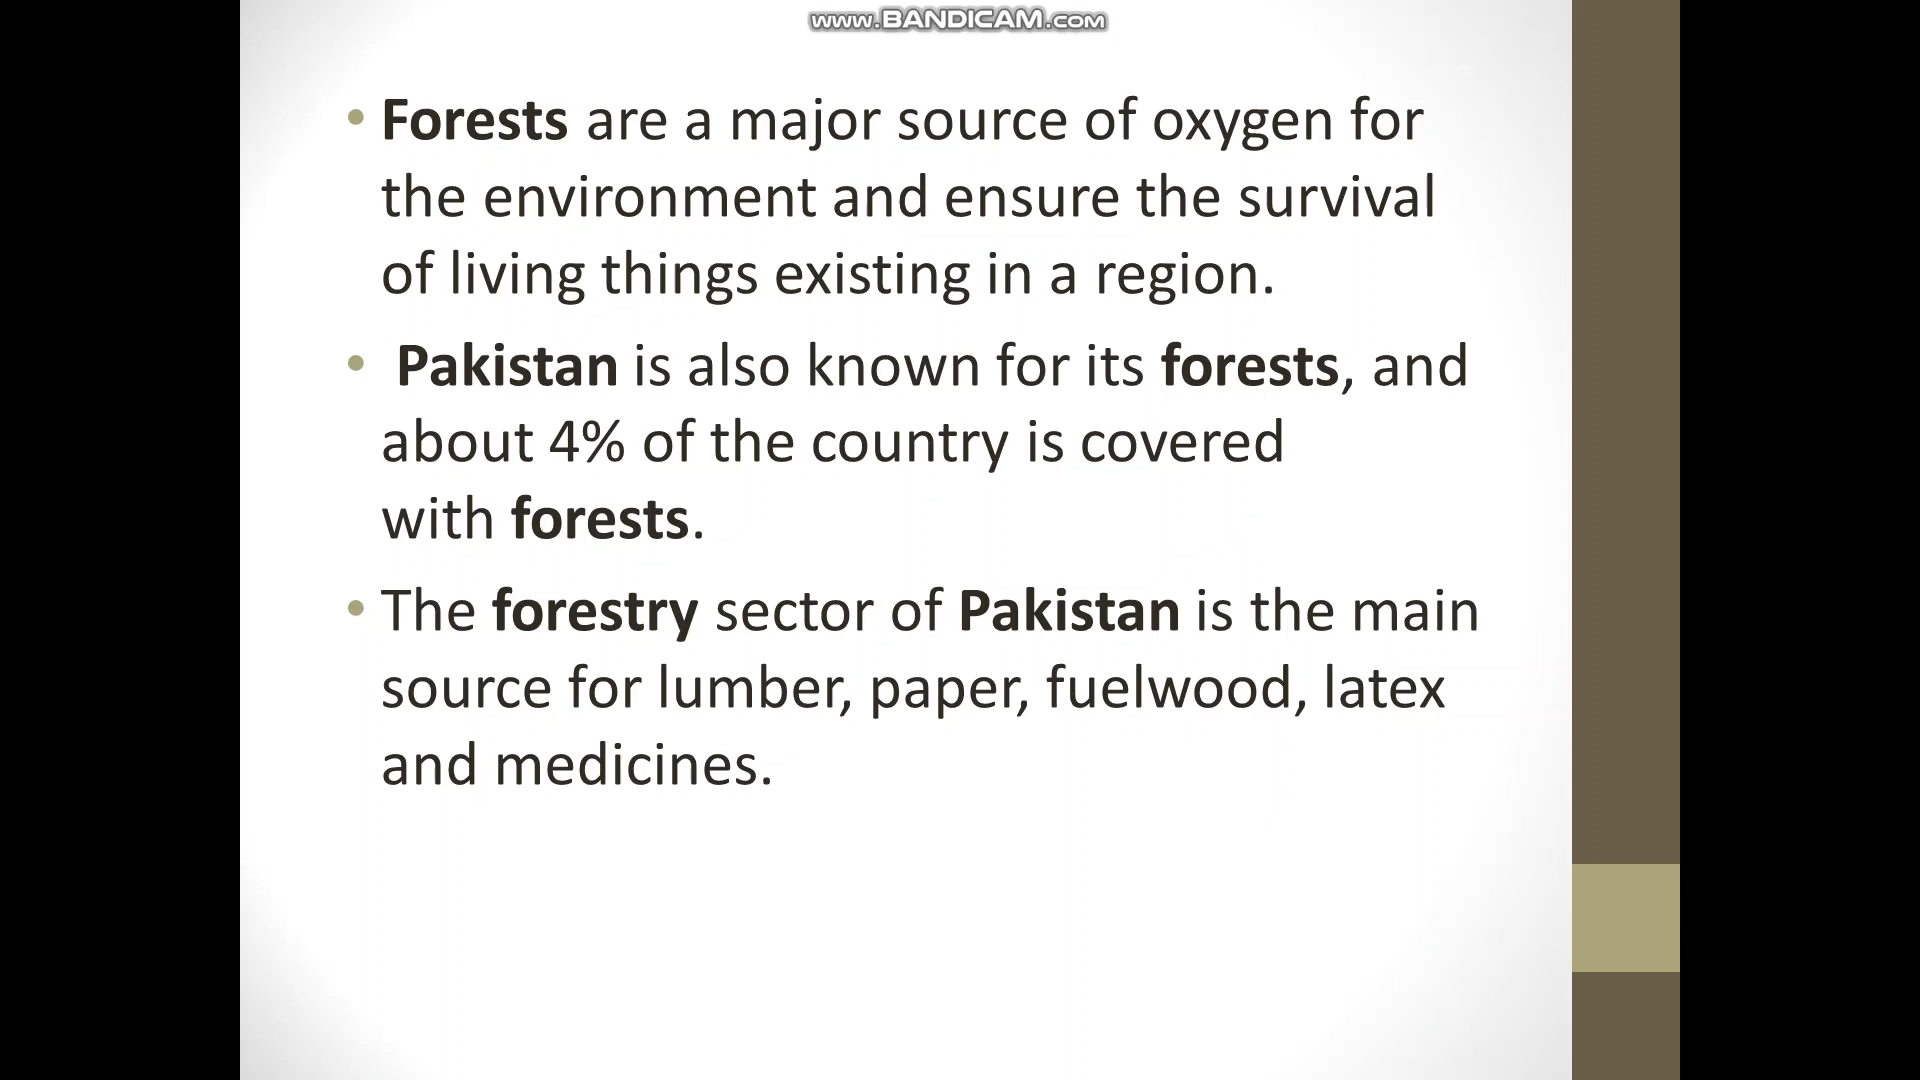 www.BANDICAM.com
• Forests are a major source of oxygen for
the environment and ensure the survival
of living things existing in a region.
• Pakistan is also known for its forests, and
about 4% of the country is covered
with forests.
• The forestry sector of Pakistan is the main
source for lumber, paper, fuelwood, latex
and medicines.